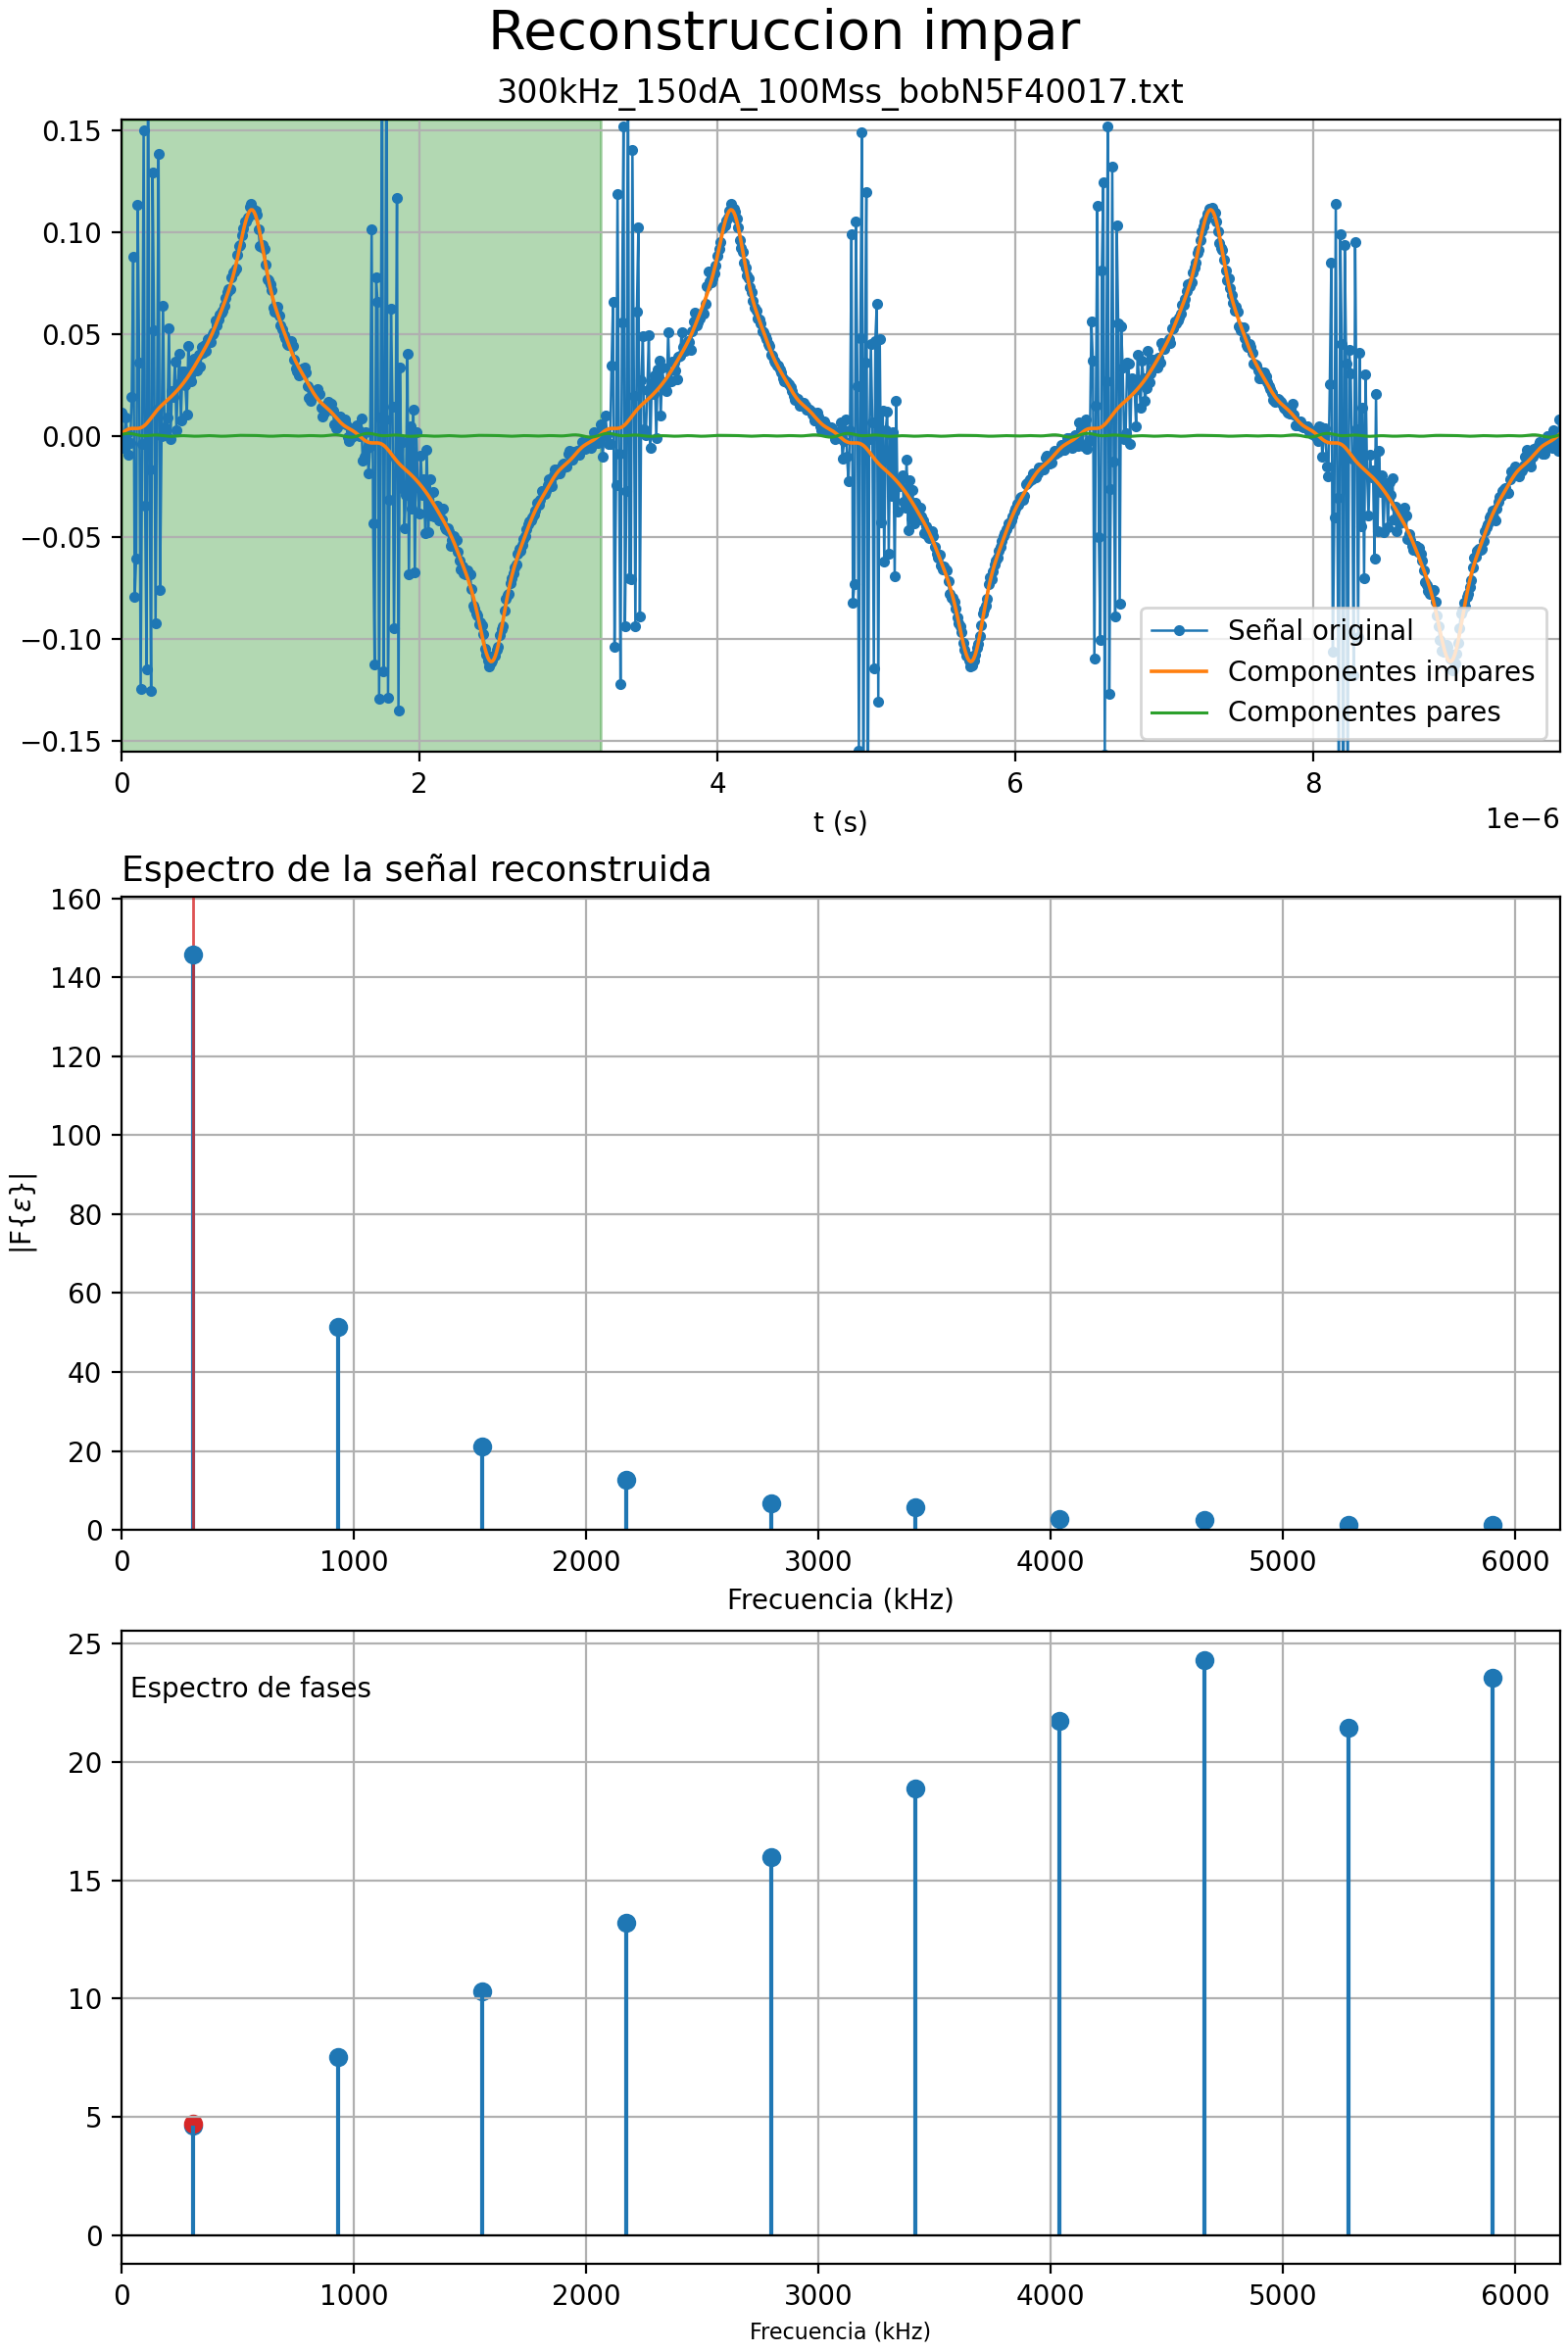 Reconstruccion impar
300kHz_150dA_100Mss_bobN5F40017.txt
0.15
0.10
0.05
0.00
−0.05
−0.10
−0.15
Señal original
Componentes impares
Componentes pares
0 2 4 6 8
1e−6
t (s)
Espectro de la señal reconstruida
160
140
120
100
80
60
40
20
0
|F{ε}|
0 1000 2000 3000 4000 5000 6000
Frecuencia (kHz)
25
20
15
10
5
0
Espectro de fases
0 1000 2000 3000 4000 5000 6000
Frecuencia (kHz)